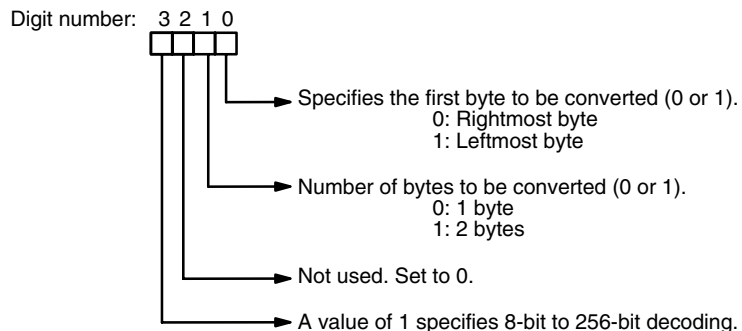 Digit number: 3 2 1 0
Specifies the first byte to be converted (0 or 1).
0: Rightmost byte
1: Leftmost byte
Number of bytes to be converted (0 or 1).
0: 1 byte
1: 2 bytes
Not used. Set to 0.
A value of 1 specifies 8-bit to 256-bit decoding.